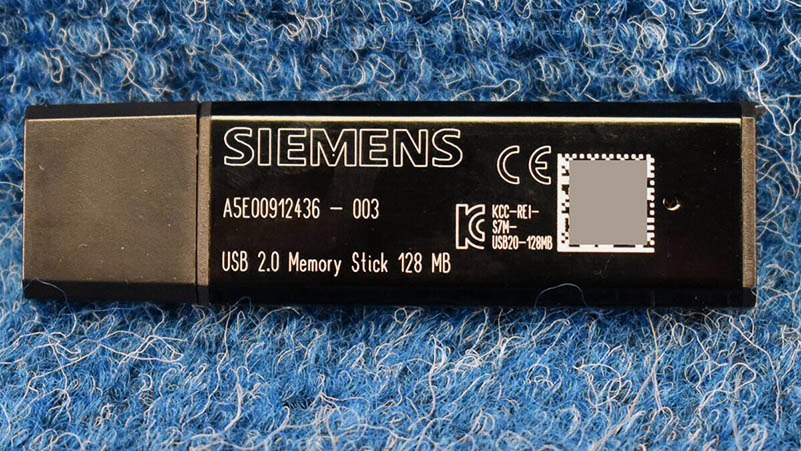 SIEMENS
CE
A5E00912436 - 003
KCC-REI-
S7M-
USB20-128MB
USB 2.0 Memory Stick 128 MB